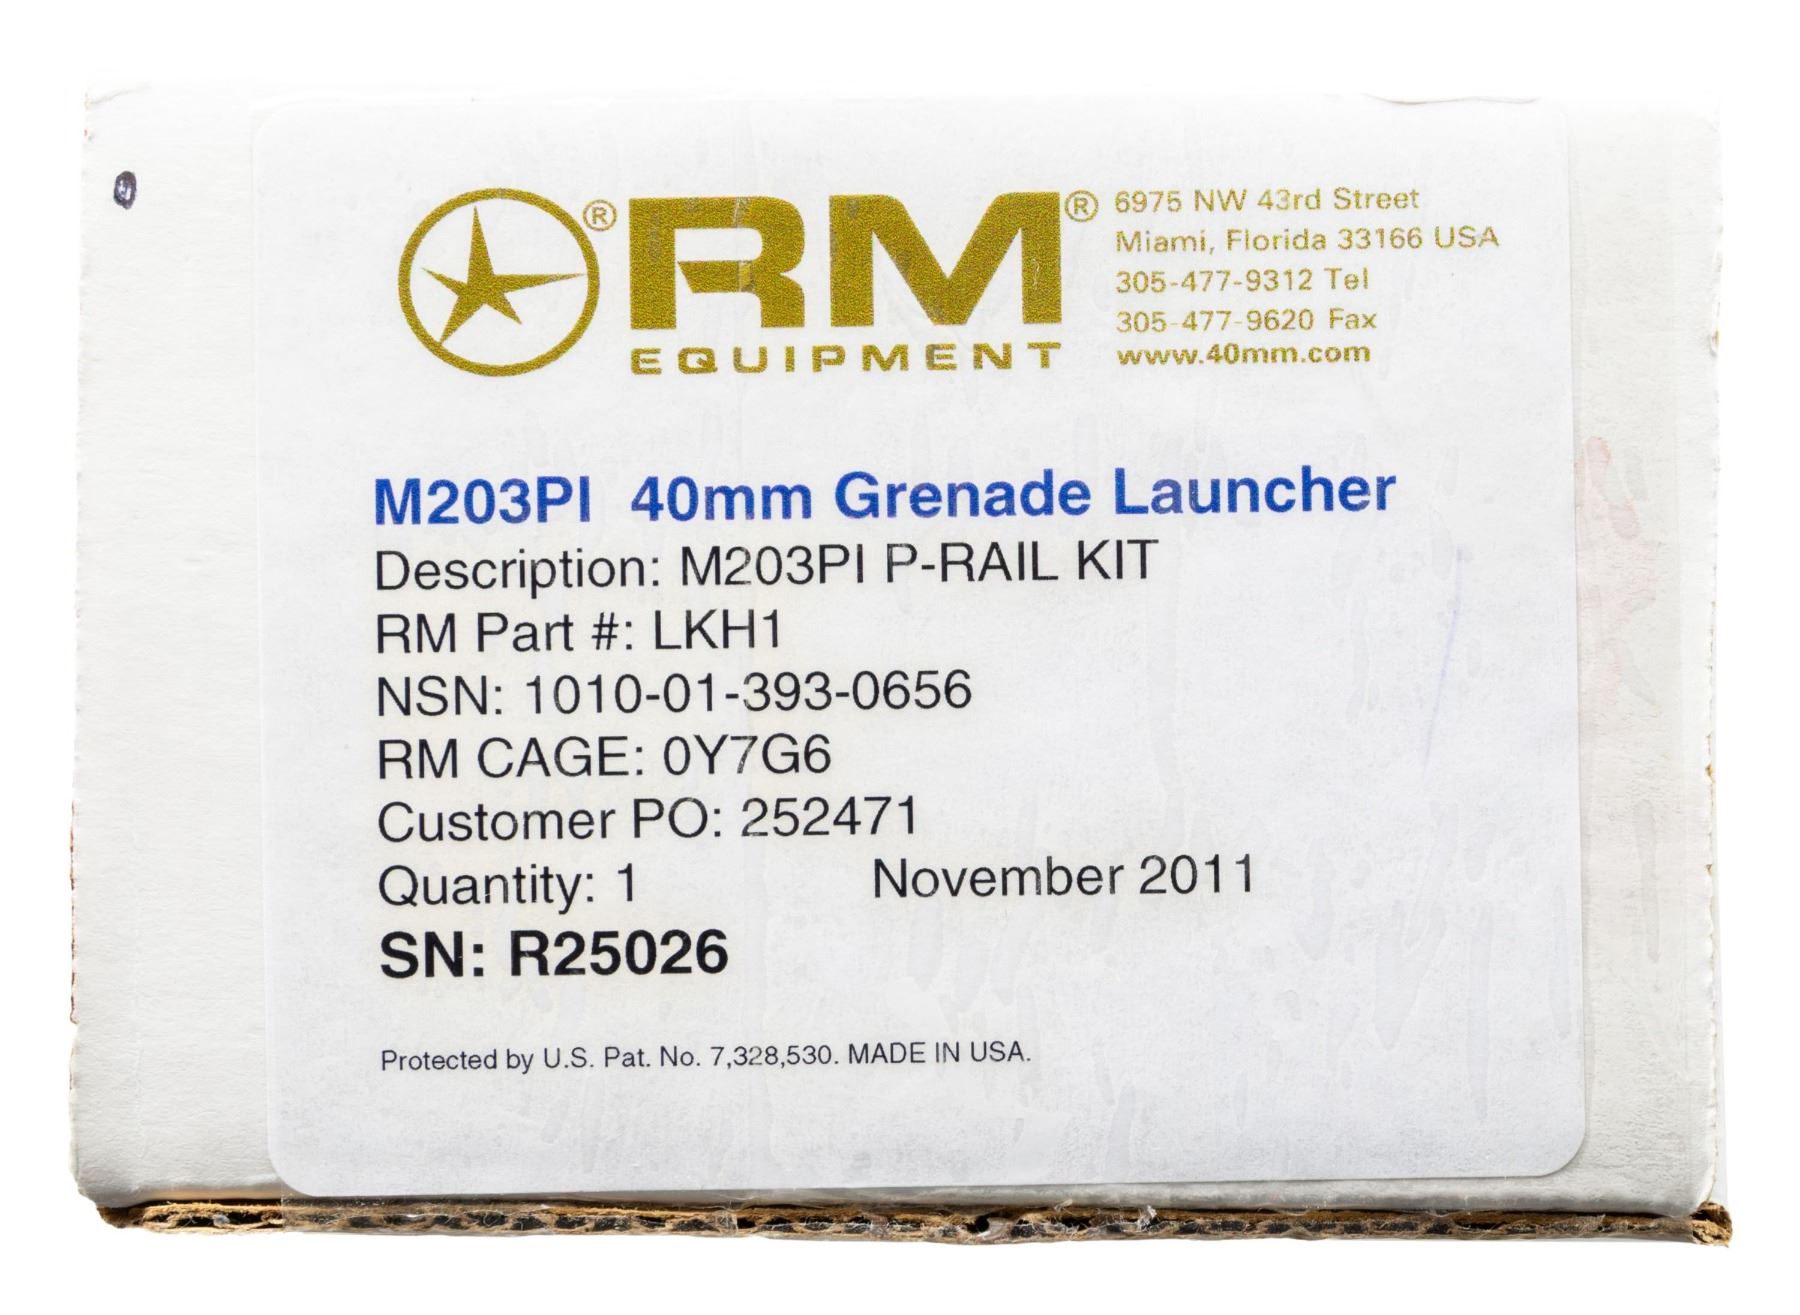 ® RM ®
EQUIPMENT
6975 NW 43rd Street
Miami, Florida 33166 USA
305-477-9312 Tel
305-477-9620 Fax
www.40mm.com
M203PI 40mm Grenade Launcher
Description: M203PI P-RAIL KIT
RM Part #: LKH1
NSN: 1010-01-393-0656
RM CAGE: 0Y7G6
Customer PO: 252471
Quantity: 1 November 2011
SN: R25026
Protected by U.S. Pat. No. 7,328,530. MADE IN USA.